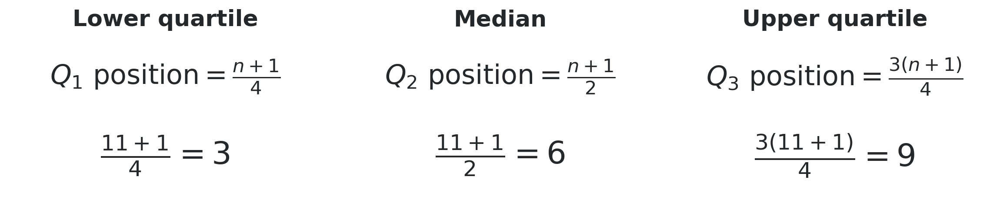 Lower quartile
Q₁ position = (n + 1)/4
(11 + 1)/4 = 3
Median
Q₂ position = (n + 1)/2
(11 + 1)/2 = 6
Upper quartile
Q₃ position = 3(n + 1)/4
3(11 + 1)/4 = 9